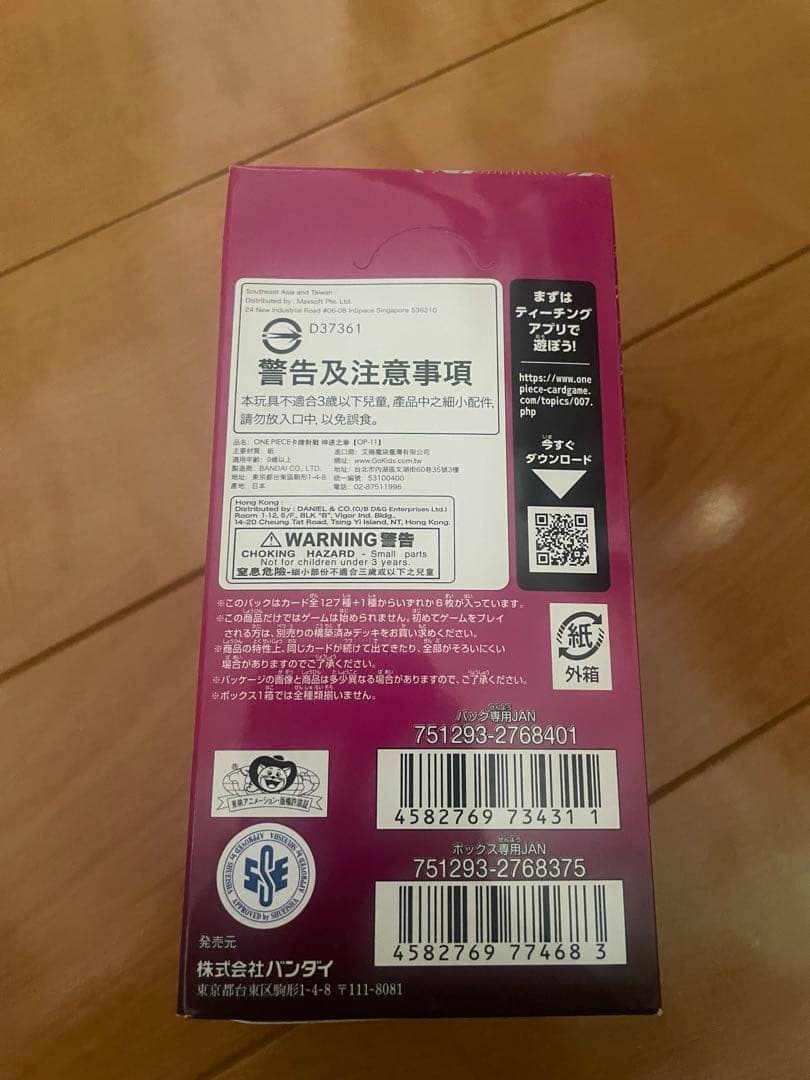 Southeast Asia and Taiwan :
Distributed by : Maxsoft Pte. Ltd.
24 New Industrial Road #06-08 InSpace Singapore 536210
D37361
警告及注意事項
本玩具不適合3歲以下兒童，產品中之細小配件，
請勿放入口中，以免誤食。
品名：ONE PIECE卡牌對戰 神速之拳【OP-11】
主要材質：紙
適用年齡：9歲以上
製造商：BANDAI CO., LTD.
地址：東京都台東區駒形1-4-8
產地：日本
網址：www.GoKids.com.tw
地址：台北市內湖區文湖街60巷35號3樓
統一編號：53100400
電話：02-87511996
Hong Kong :
Distributed by : DANIEL & CO.(O/B D&G Enterprises Ltd.)
Room 1-12, 5/F., BLK "B", Vigor Ind. Bldg.,
14-20 Cheung Tat Road, Tsing Yi Island, NT, Hong Kong.
WARNING 警告
CHOKING HAZARD - Small parts
Not for children under 3 years.
窒息危險-細小部份不適合三歲或以下之兒童
まずは
ティーチング
アプリで
遊ぼう!
https://www.one
piece-cardgame.
com/topics/007.
php
今すぐ
ダウンロード
※このパックはカード全127種+1種からいずれか6枚が入っています。
※この商品だけではゲームは始められません。初めてゲームをプレイ
される方は、別売りの構築済みデッキをお買い求めください。
※商品の特性上、同じカードが続けて出てきたり、全部がそろいにくい
場合がありますのでご了承ください。
※パッケージの画像と商品は多少異なる場合がありますので、ご了承ください。
※ボックス1箱では全種類揃いません。
紙
外箱
パック専用JAN
751293-2768401
4582769 73431 1
ボックス専用JAN
751293-2768375
4582769 77468 3
東映アニメーション・版権許諾証
APPROVED by SHUEISHA
発売元
株式会社バンダイ
東京都台東区駒形1-4-8 〒111-8081